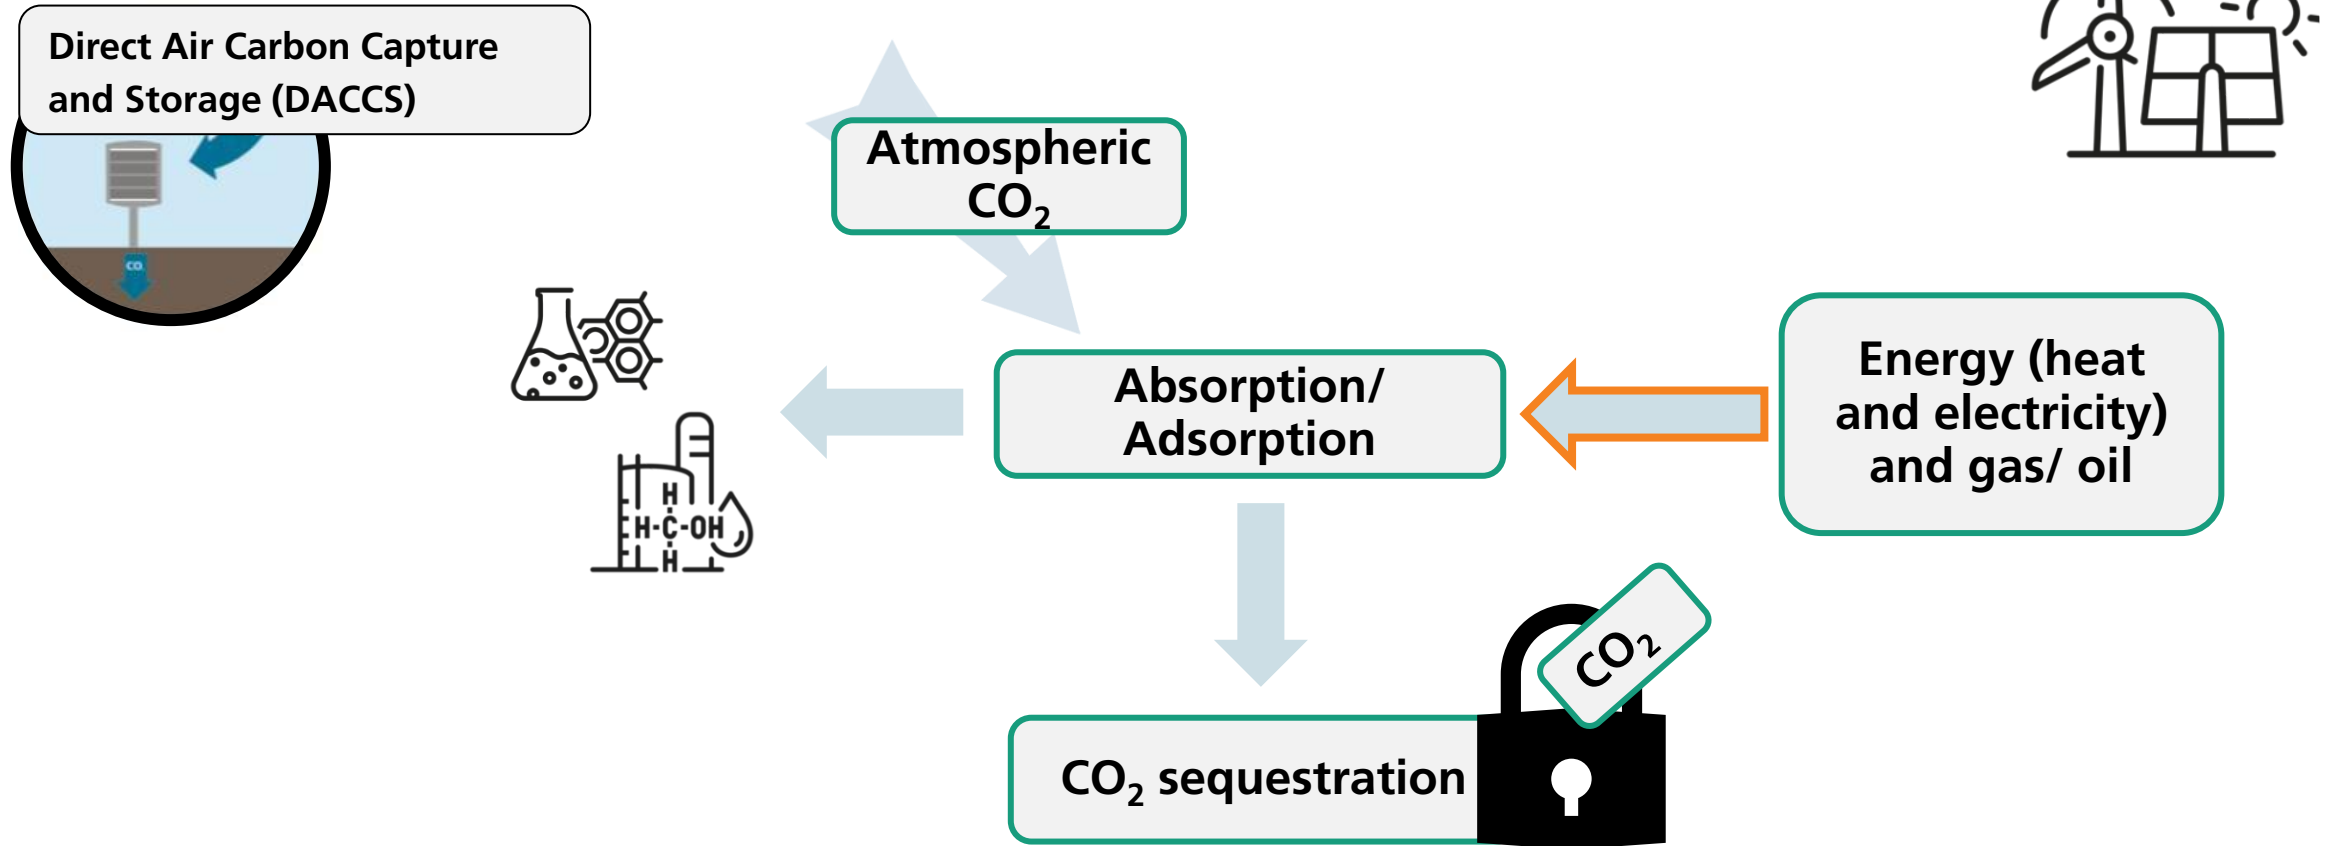 Direct Air Carbon Capture
and Storage (DACCS)
Atmospheric
CO₂
CO₂
Absorption/
Adsorption
Energy (heat
and electricity)
and gas/ oil
H
H-C-OH
H
CO₂
CO₂ sequestration